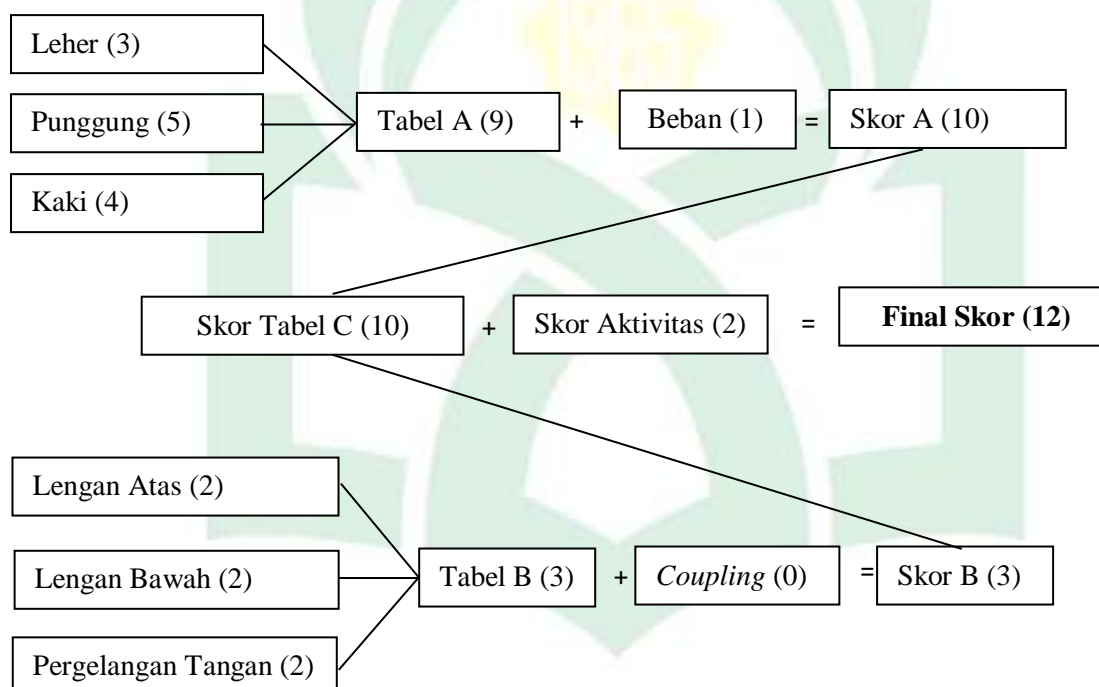 Leher (3)
Punggung (5)
Kaki (4)
Tabel A (9) + Beban (1) = Skor A (10)
Skor Tabel C (10) + Skor Aktivitas (2) = Final Skor (12)
Lengan Atas (2)
Lengan Bawah (2)
Pergelangan Tangan (2)
Tabel B (3) + Coupling (0) = Skor B (3)